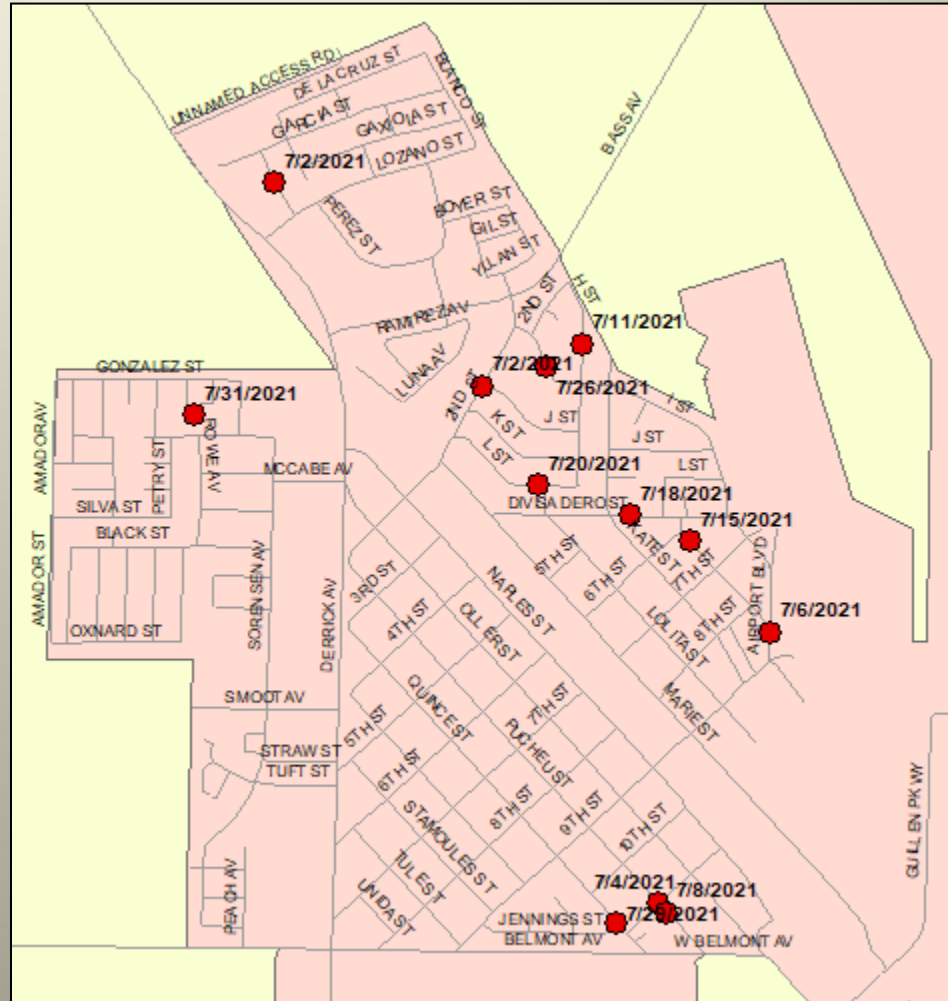 UNNAMED ACCESS RD
DE LA CRUZ ST
BLANCO ST
GARCIA ST
GAXIOLA ST
LOZANO ST
BASS AV
7/2/2021
PEREZ ST
BOYER ST
GIL ST
YLLAN ST
2ND ST
H ST
RAMIREZ AV
7/11/2021
LUNA AV
7/2/2021
7/26/2021
GONZALEZ ST
7/31/2021
2ND ST
I ST
K ST
J ST
J ST
AMADOR AV
ROWE AV
PETRY ST
L ST
L ST
MCCABE AV
7/20/2021
SILVA ST
DIVISADERO ST
7/18/2021
7/15/2021
BLACK ST
KATE ST
AMADOR ST
SORENSEN AV
3RD ST
5TH ST
6TH ST
7TH ST
AIRPORT BLVD
NAPLES ST
4TH ST
OLLER ST
LOLITA ST
8TH ST
7/6/2021
OXNARD ST
DERRICK AV
SMOOT AV
QUINCE ST
7TH ST
MARIE ST
5TH ST
PUCHEU ST
STRAW ST
TUFT ST
6TH ST
8TH ST
9TH ST
10TH ST
GUILLEN PKWY
STAMOULES ST
TULE ST
UNIDA ST
PEACH AV
7/4/2021
7/8/2021
JENNINGS ST
BELMONT AV
W BELMONT AV